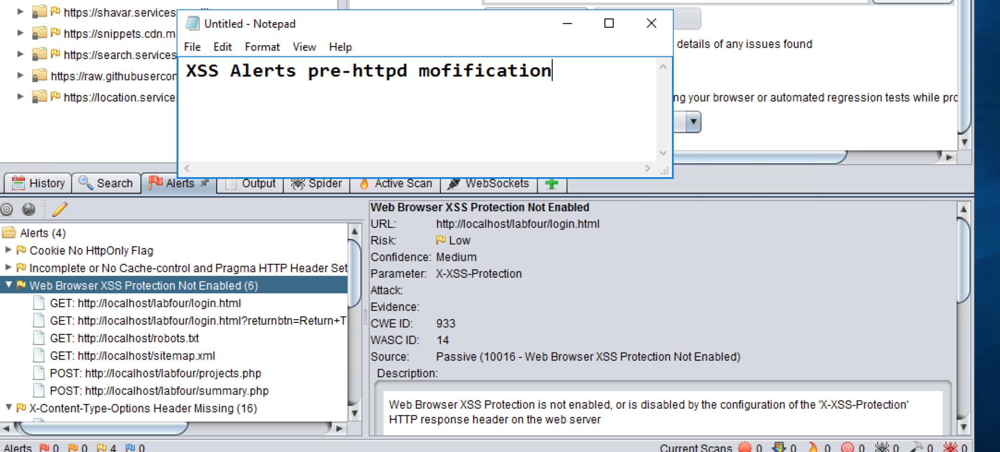 https://shavar.services
https://snippets.cdn.m
https://search.services
https://raw.githubusercon
https://location.service
Untitled - Notepad
File Edit Format View Help
XSS Alerts pre-httpd mofification
details of any issues found
ng your browser or automated regression tests while pro
History Search Alerts Output Spider Active Scan WebSockets
Alerts (4)
Cookie No HttpOnly Flag
Incomplete or No Cache-control and Pragma HTTP Header Set
Web Browser XSS Protection Not Enabled (6)
GET: http://localhost/labfour/login.html
GET: http://localhost/labfour/login.html?returnbtn=Return+T
GET: http://localhost/robots.txt
GET: http://localhost/sitemap.xml
POST: http://localhost/labfour/projects.php
POST: http://localhost/labfour/summary.php
X-Content-Type-Options Header Missing (16)
Web Browser XSS Protection Not Enabled
URL: http://localhost/labfour/login.html
Risk: Low
Confidence: Medium
Parameter: X-XSS-Protection
Attack:
Evidence:
CWE ID: 933
WASC ID: 14
Source: Passive (10016 - Web Browser XSS Protection Not Enabled)
Description:
Web Browser XSS Protection is not enabled, or is disabled by the configuration of the 'X-XSS-Protection'
HTTP response header on the web server
Alerts 0 0 4 0 Current Scans 0 0 0 0 0 0 0